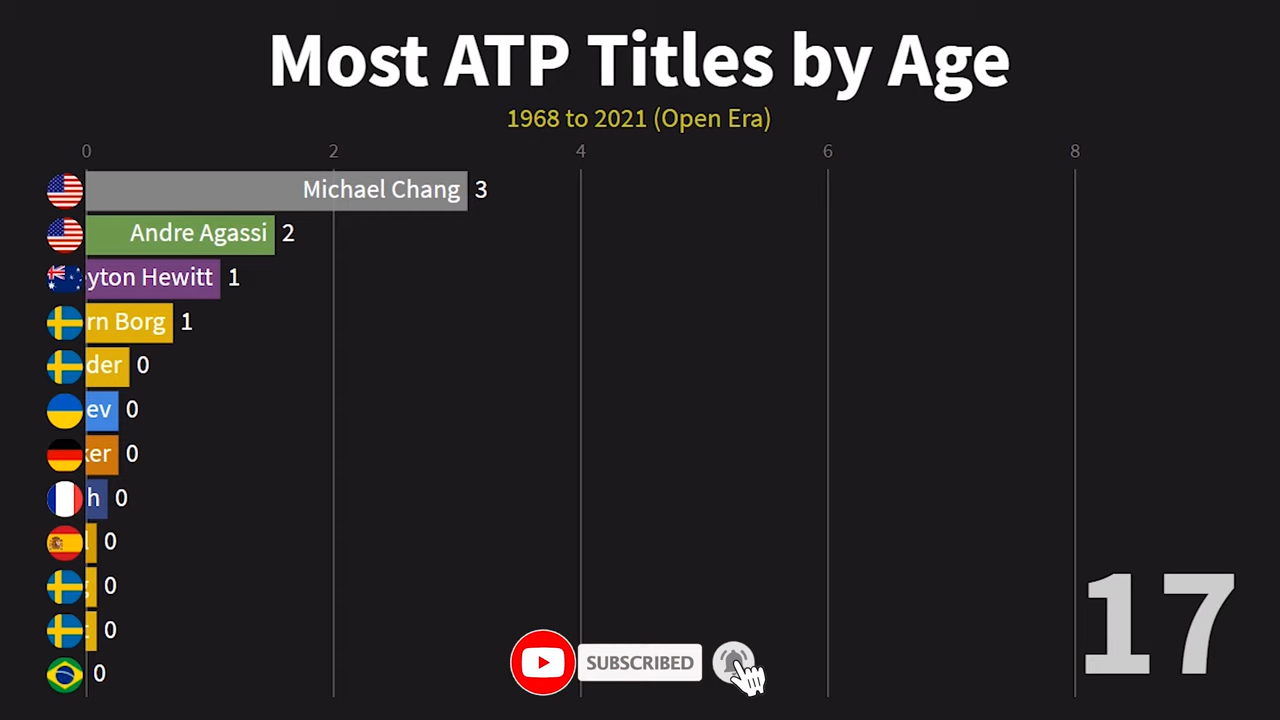 Most ATP Titles by Age
1968 to 2021 (Open Era)
0 2 4 6 8
Michael Chang 3
Andre Agassi 2
yton Hewitt 1
rn Borg 1
der 0
ev 0
ker 0
h 0
l 0
0
0
0
17
SUBSCRIBED